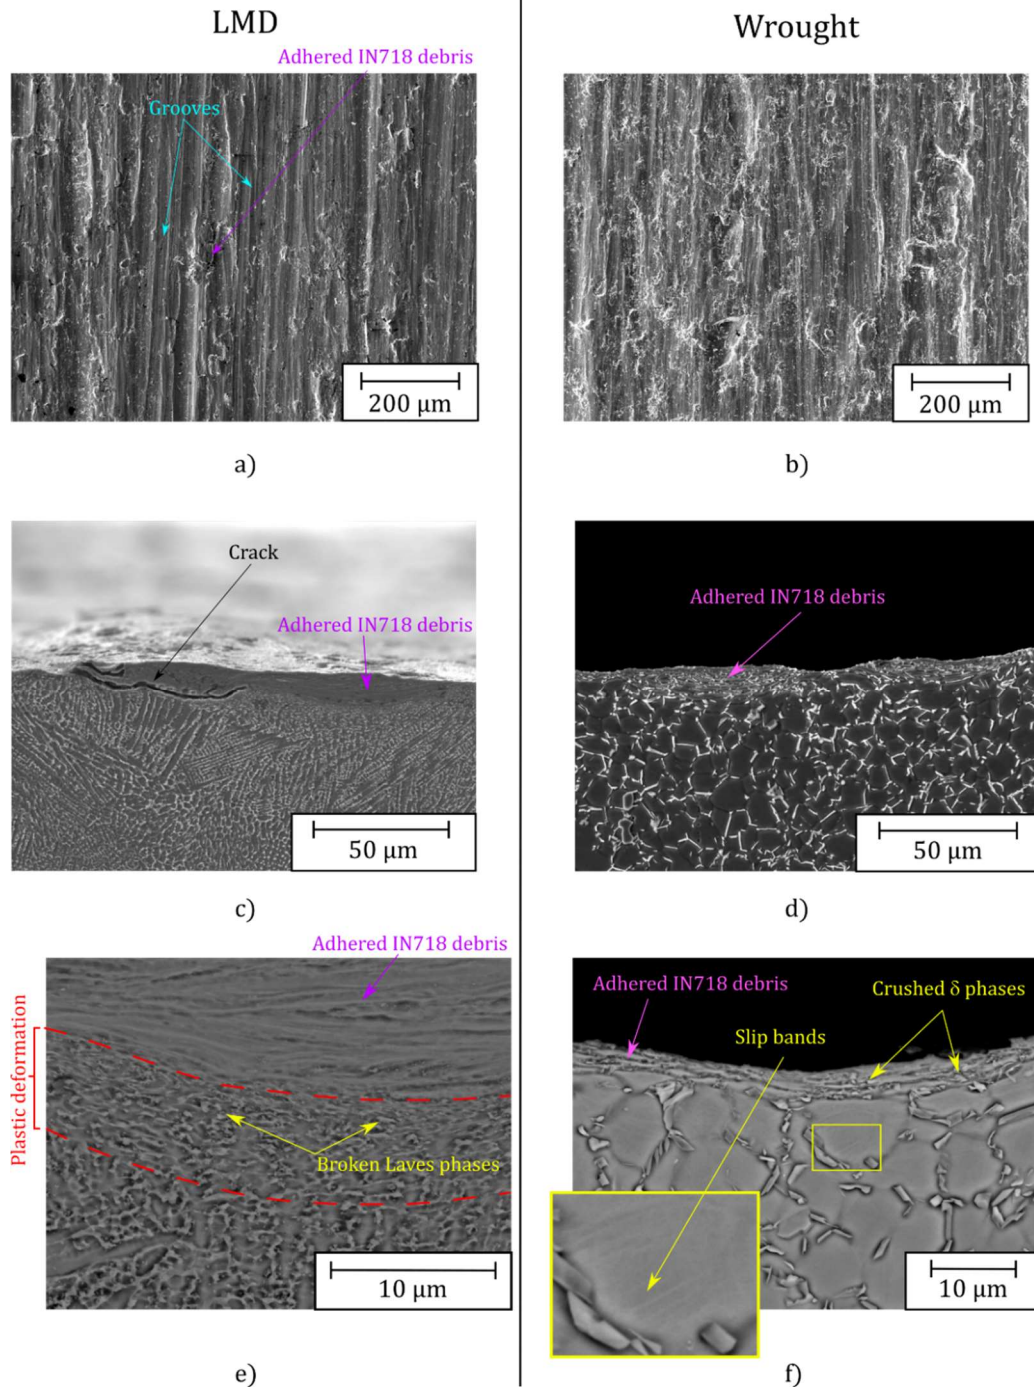 LMD
Wrought
Adhered IN718 debris
Grooves
200 μm
200 μm
a)
b)
Crack
Adhered IN718 debris
50 μm
Adhered IN718 debris
50 μm
c)
d)
Adhered IN718 debris
Plastic deformation
Broken Laves phases
10 μm
Adhered IN718 debris
Crushed δ phases
Slip bands
10 μm
e)
f)